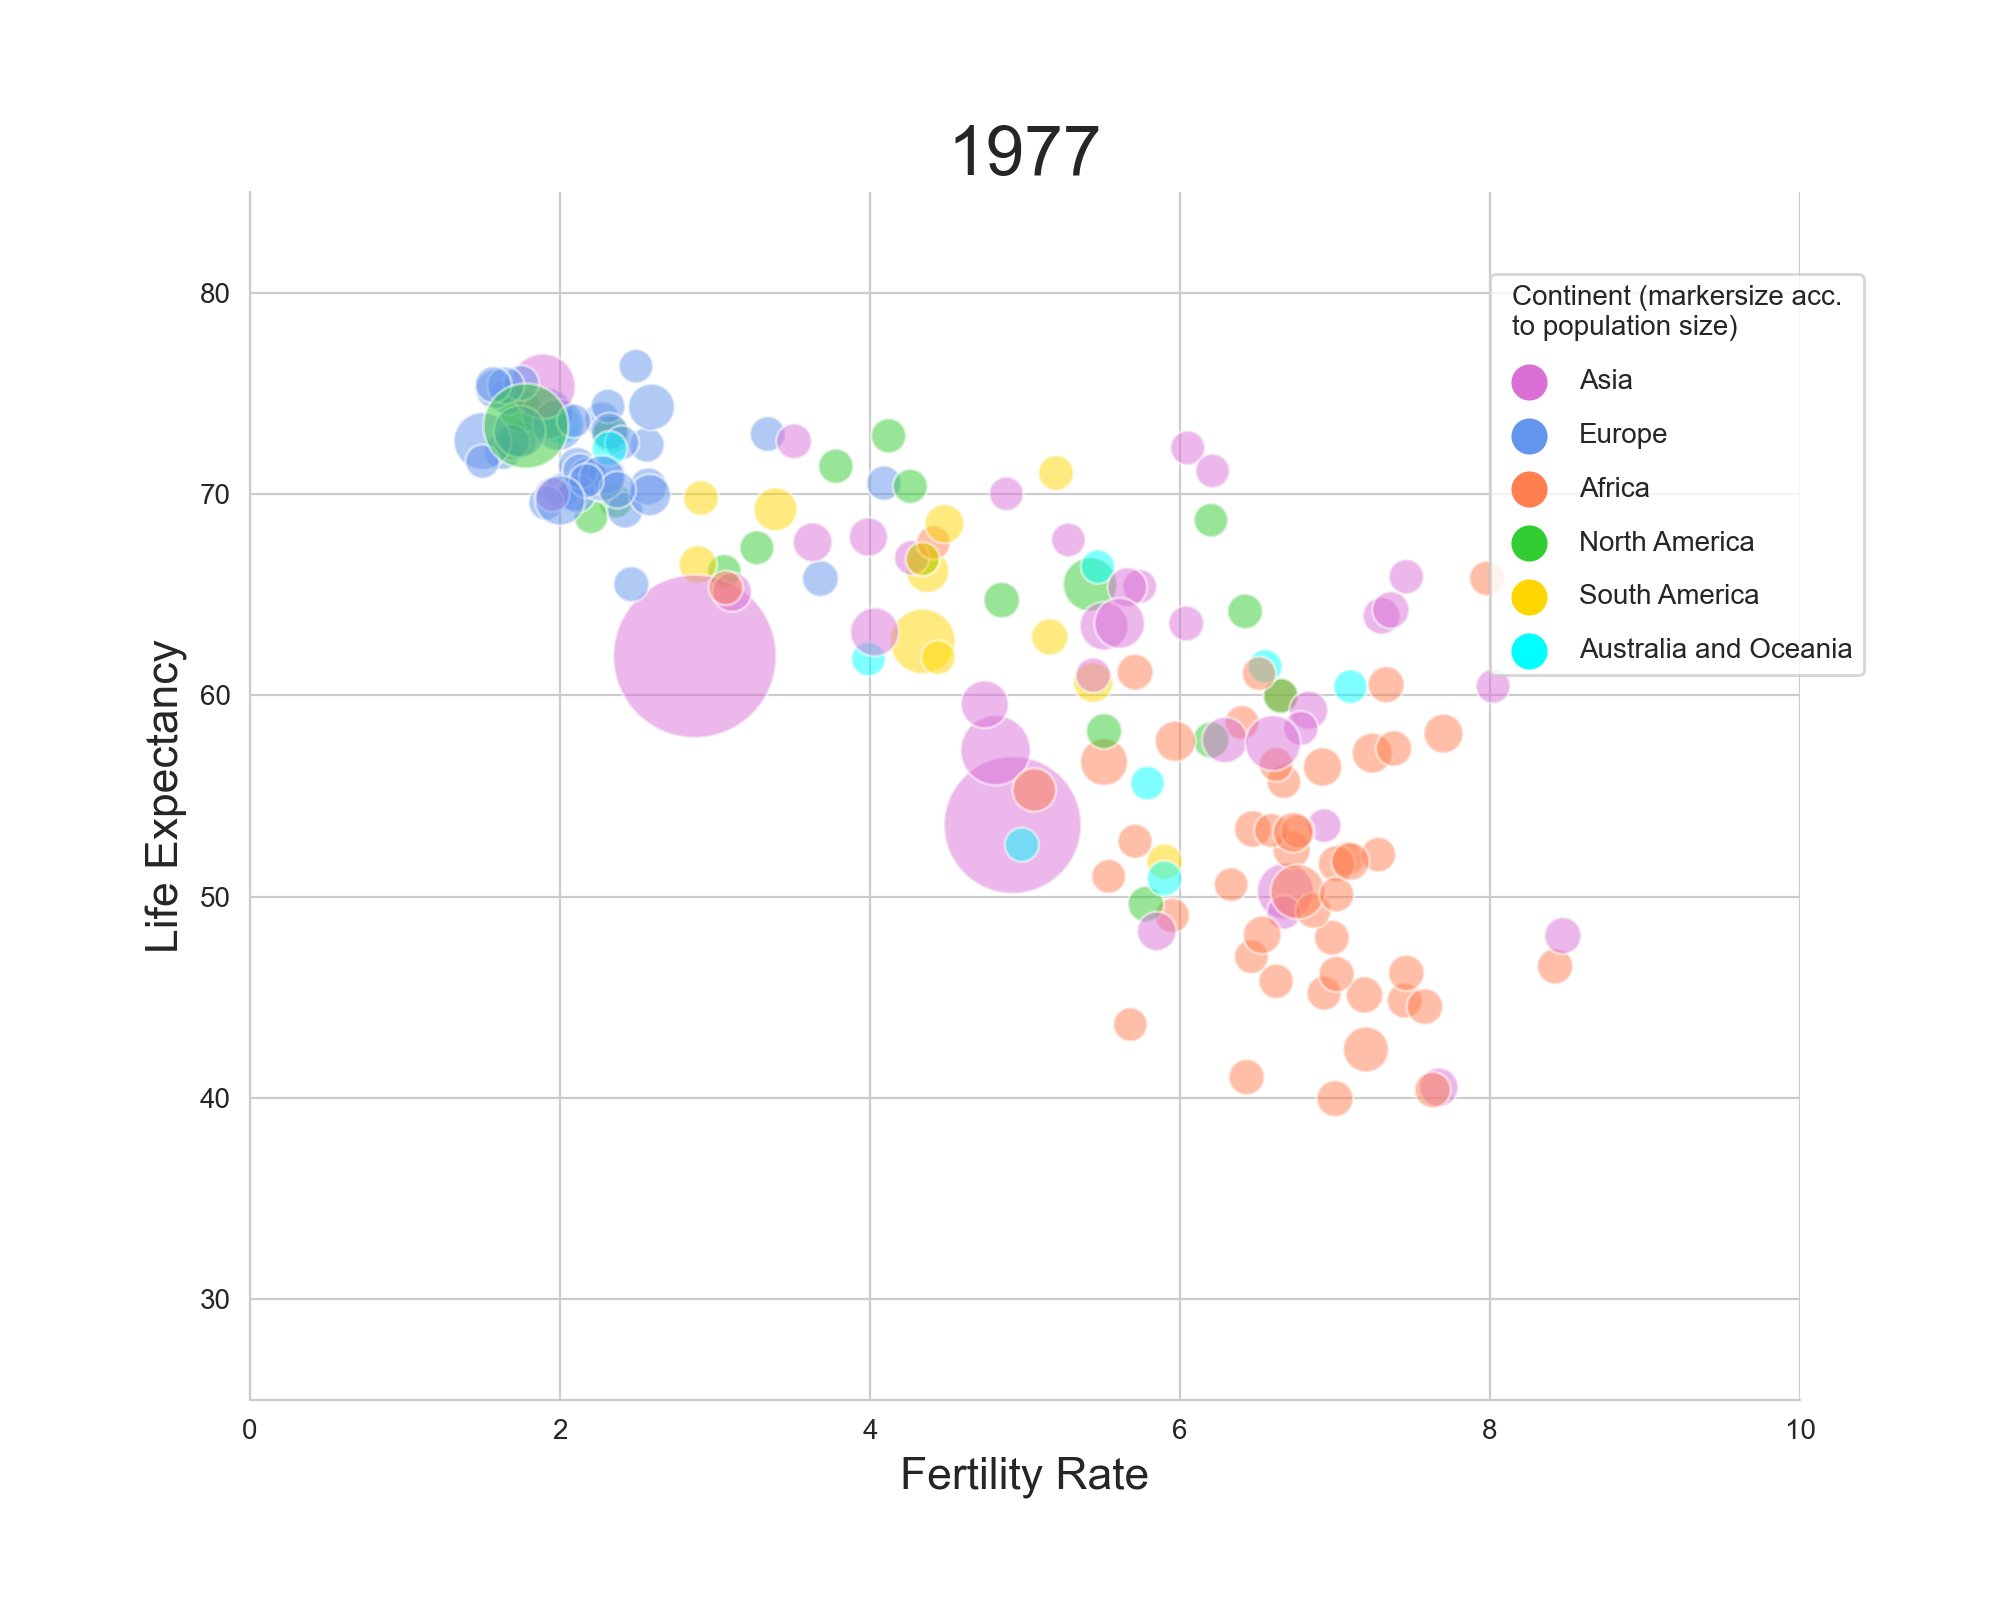 1977
Continent (markersize acc.
to population size)
Asia
Europe
Africa
North America
South America
Australia and Oceania
Life Expectancy
80
70
60
50
40
30
0 2 4 6 8 10
Fertility Rate